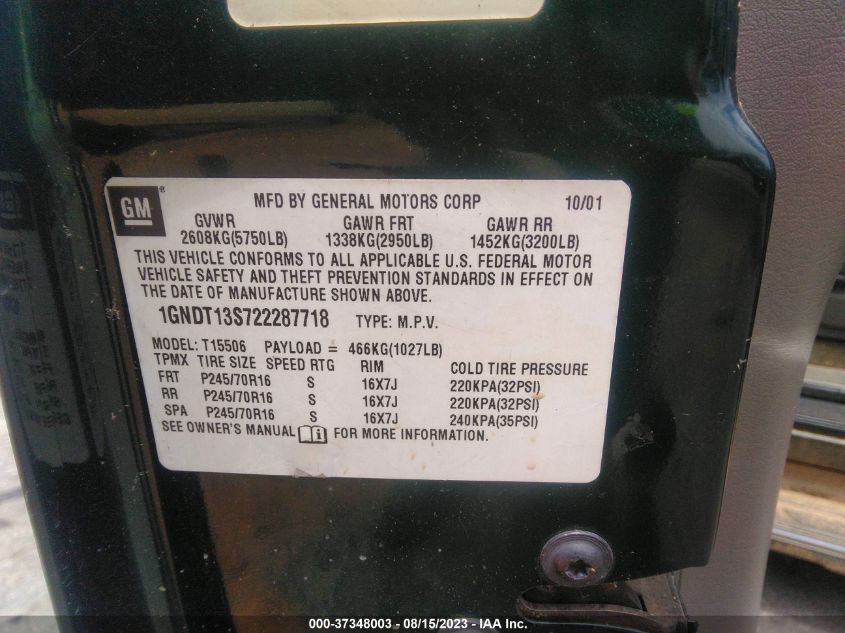 GM® MFD BY GENERAL MOTORS CORP 10/01
GVWR GAWR FRT GAWR RR
2608KG(5750LB) 1338KG(2950LB) 1452KG(3200LB)
THIS VEHICLE CONFORMS TO ALL APPLICABLE U.S. FEDERAL MOTOR
VEHICLE SAFETY AND THEFT PREVENTION STANDARDS IN EFFECT ON
THE DATE OF MANUFACTURE SHOWN ABOVE.
1GNDT13S722287718 TYPE: M.P.V.
MODEL: T15506 PAYLOAD = 466KG(1027LB)
TPMX TIRE SIZE SPEED RTG RIM COLD TIRE PRESSURE
FRT P245/70R16 S 16X7J 220KPA(32PSI)
RR P245/70R16 S 16X7J 220KPA(32PSI)
SPA P245/70R16 S 16X7J 240KPA(35PSI)
SEE OWNER'S MANUAL FOR MORE INFORMATION.
000-37348003 — 08/15/2023 — IAA Inc.